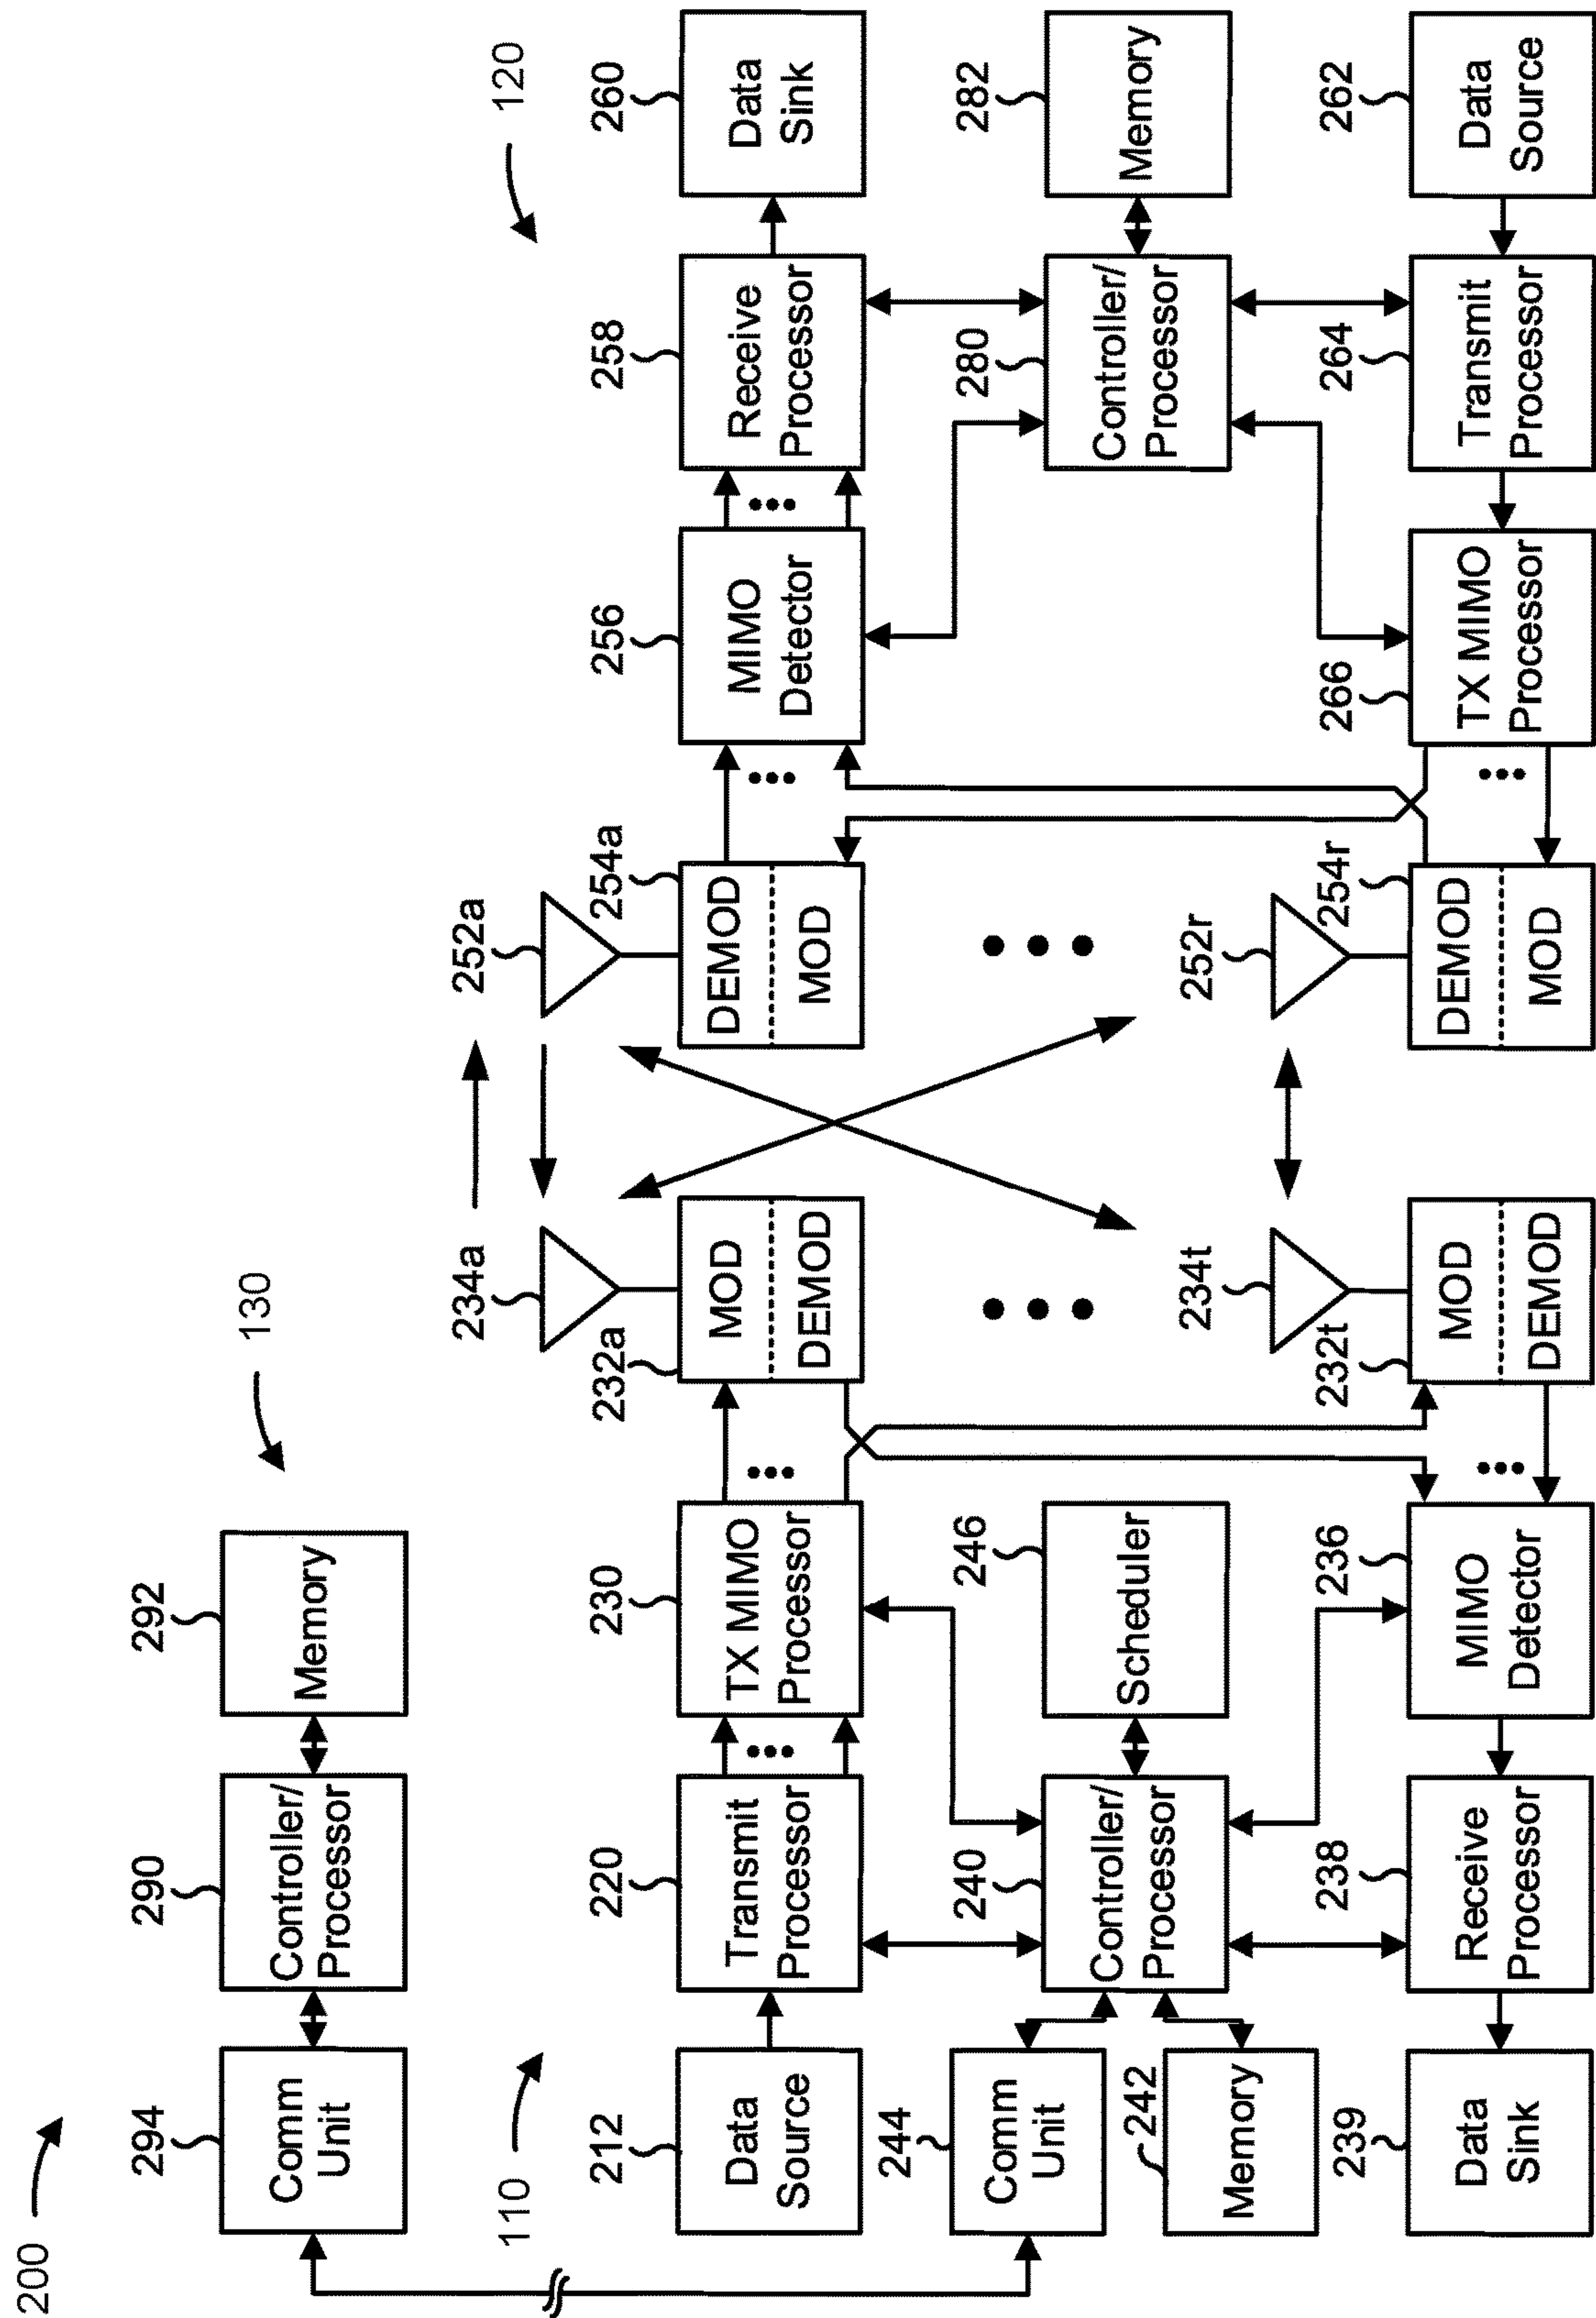 200
130
294
290
292
Comm
Unit
Controller/
Processor
Memory
110
120
234a
252a
212
220
230
232a
254a
256
258
260
Data
Source
Transmit
Processor
TX MIMO
Processor
MOD
DEMOD
DEMOD
MOD
MIMO
Detector
Receive
Processor
Data
Sink
244
240
246
280
282
Comm
Unit
Controller/
Processor
Scheduler
Controller/
Processor
Memory
242
Memory
234t
252r
239
238
236
232t
254r
266
264
262
Data
Sink
Receive
Processor
MIMO
Detector
MOD
DEMOD
DEMOD
MOD
TX MIMO
Processor
Transmit
Processor
Data
Source